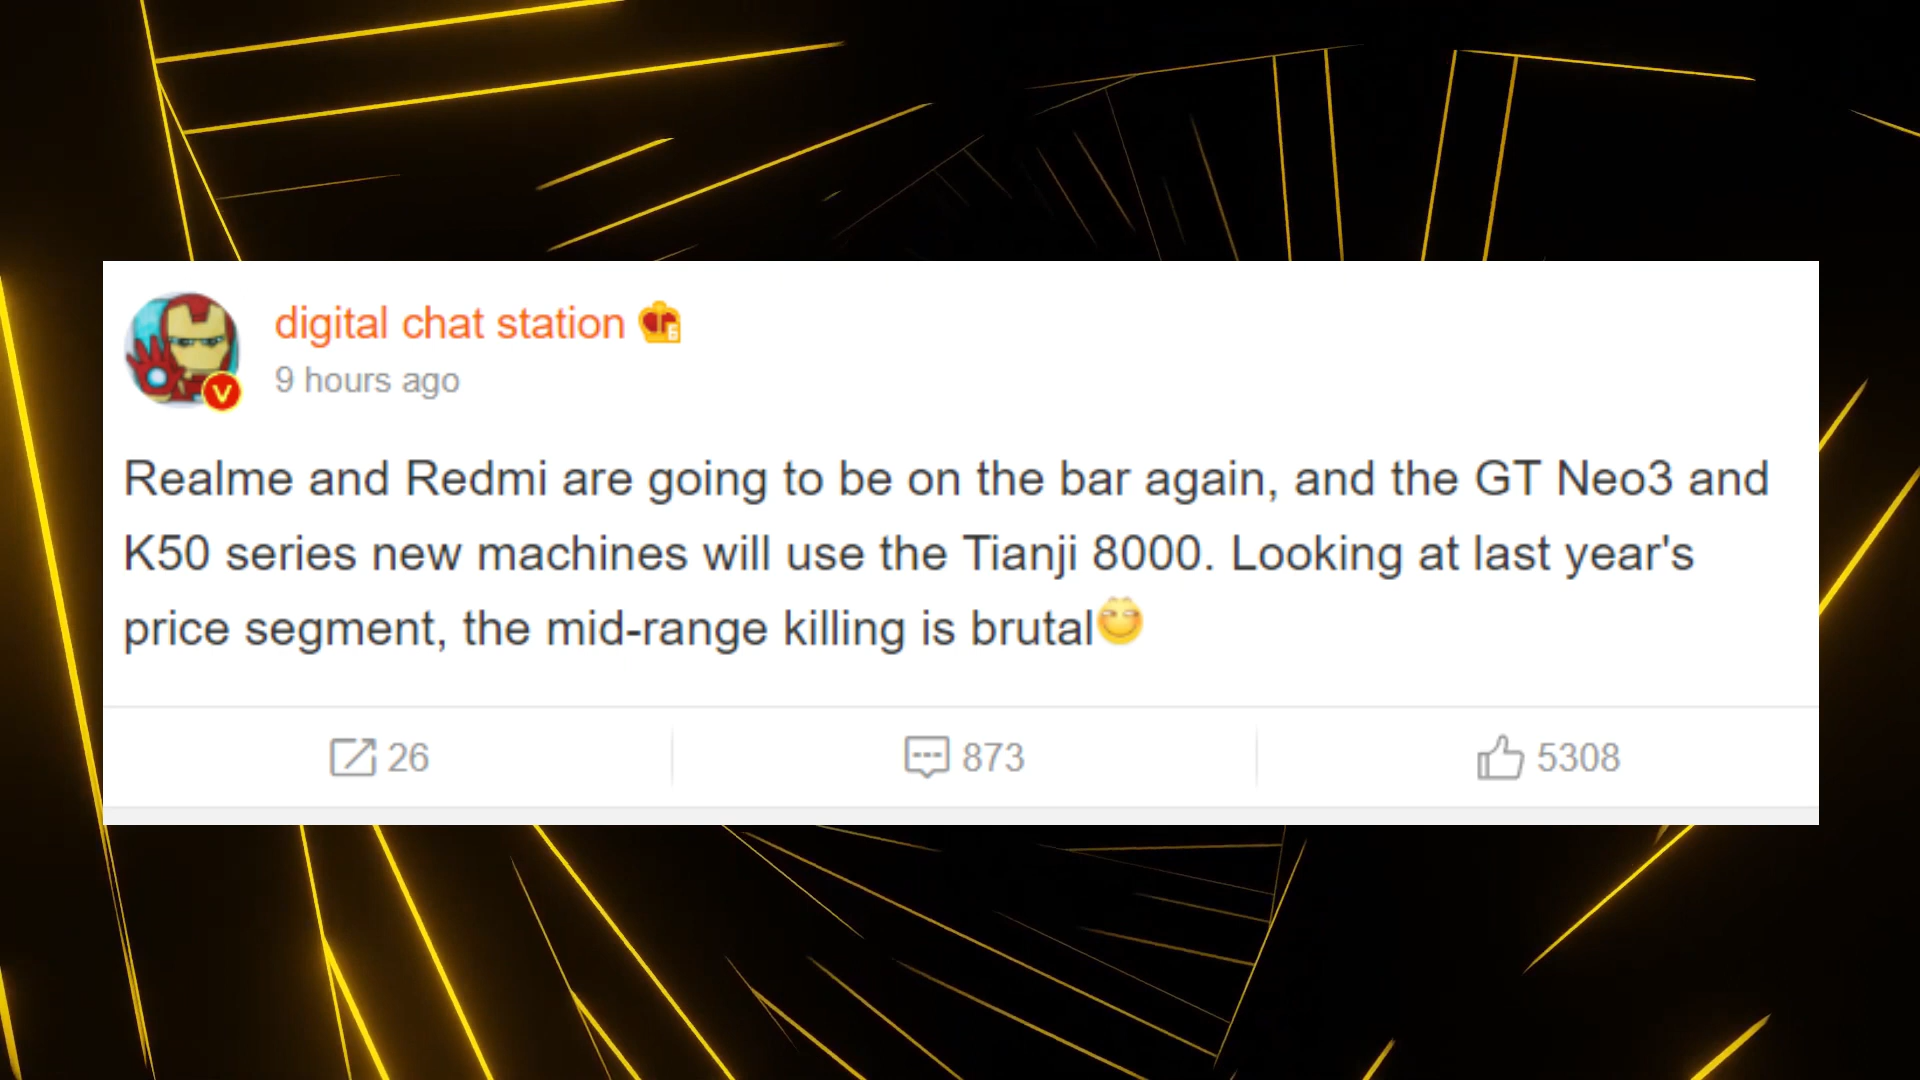 digital chat station
9 hours ago
Realme and Redmi are going to be on the bar again, and the GT Neo3 and
K50 series new machines will use the Tianji 8000. Looking at last year's
price segment, the mid-range killing is brutal
26
873
5308